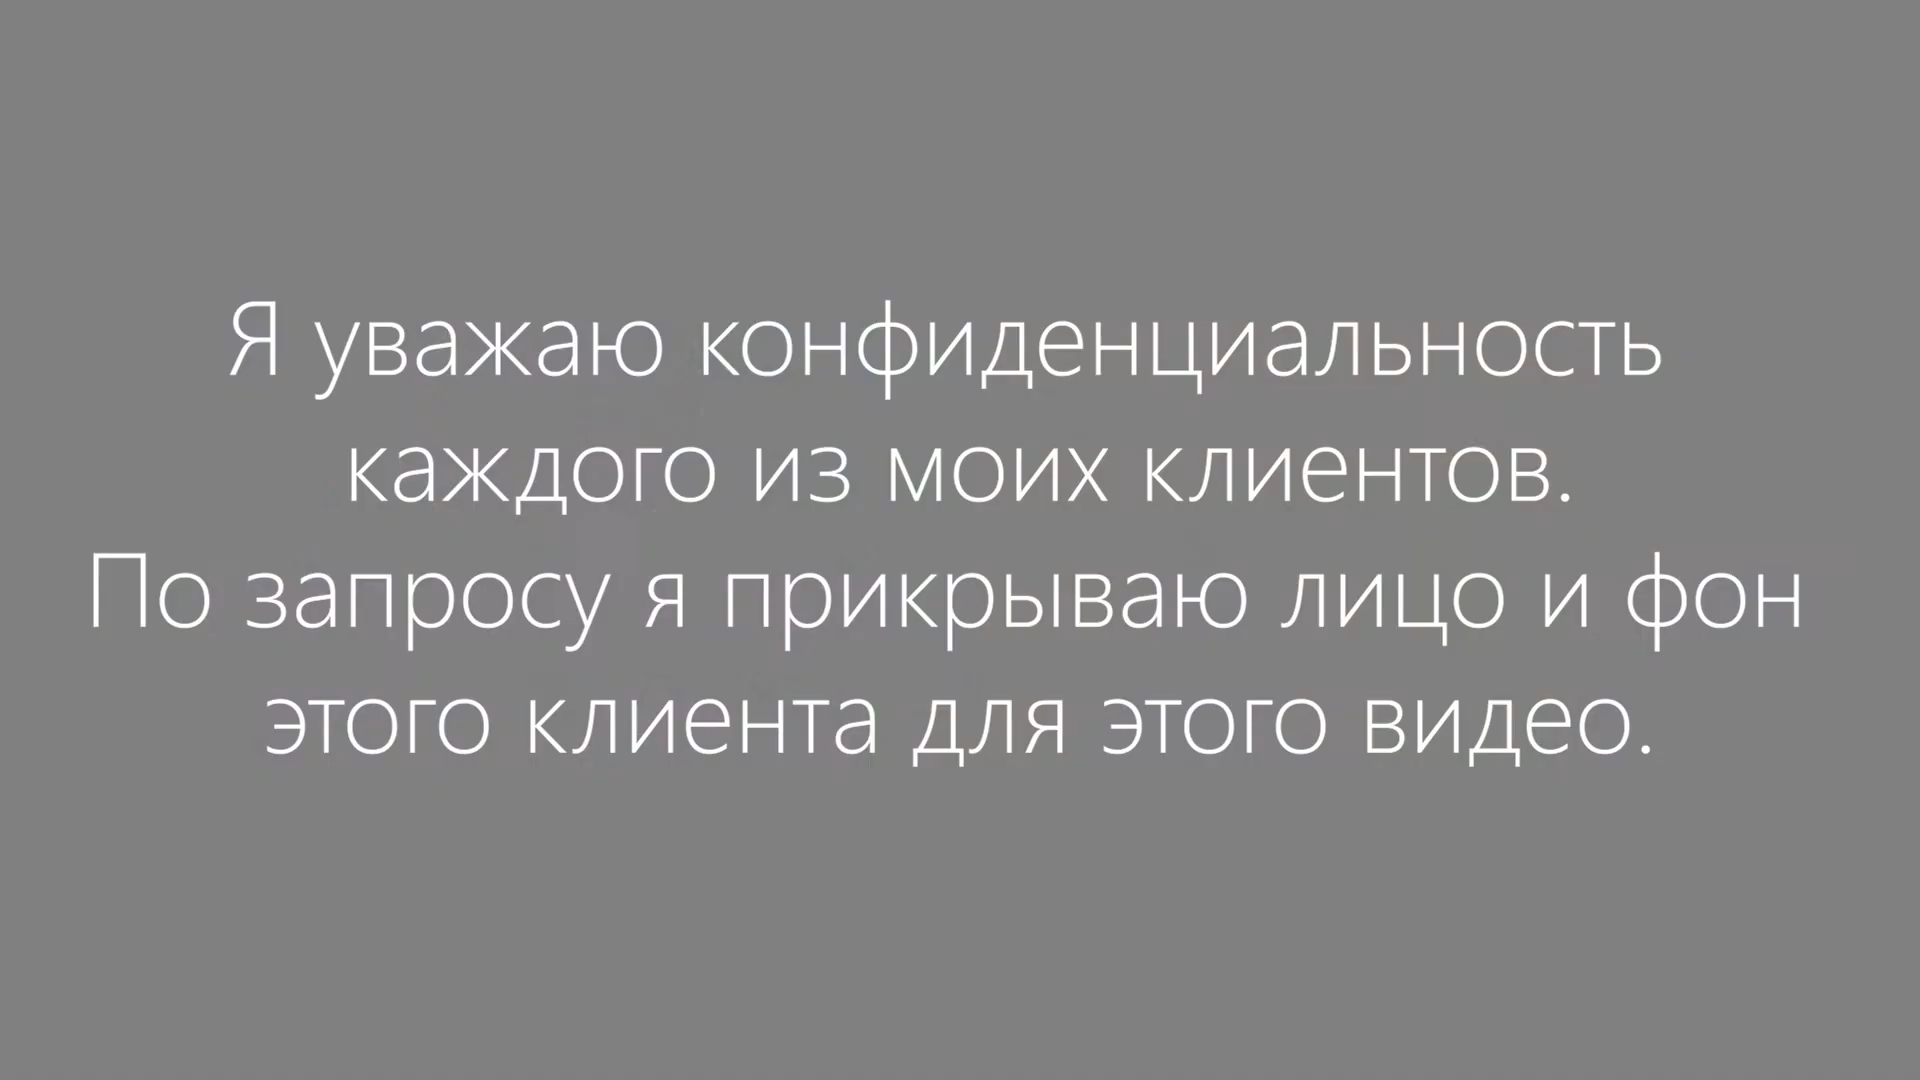 Я уважаю конфиденциальность
каждого из моих клиентов.
По запросу я прикрываю лицо и фон
этого клиента для этого видео.